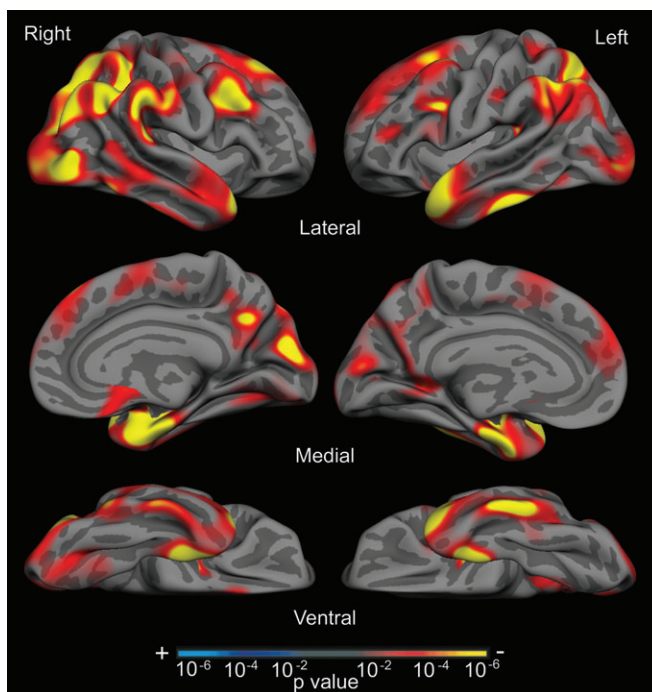 Right Left
Lateral
Medial
Ventral
+ -
10-6 10-4 10-2 10-2 10-4 10-6
p value